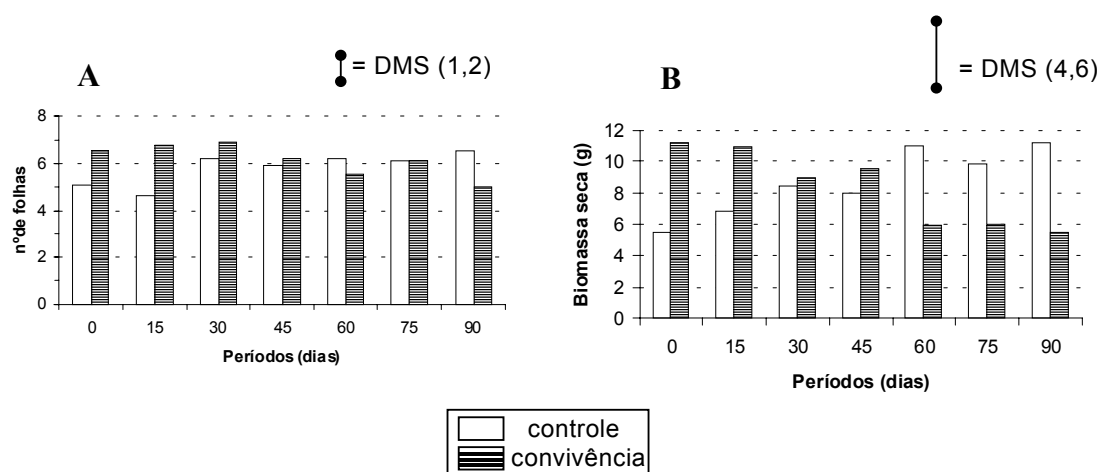 A
= DMS (1,2)
8
6
4
2
0
nºde folhas
0 15 30 45 60 75 90
Períodos (dias)
B
= DMS (4,6)
12
10
8
6
4
2
0
Biomassa seca (g)
0 15 30 45 60 75 90
Períodos (dias)
controle
convivência